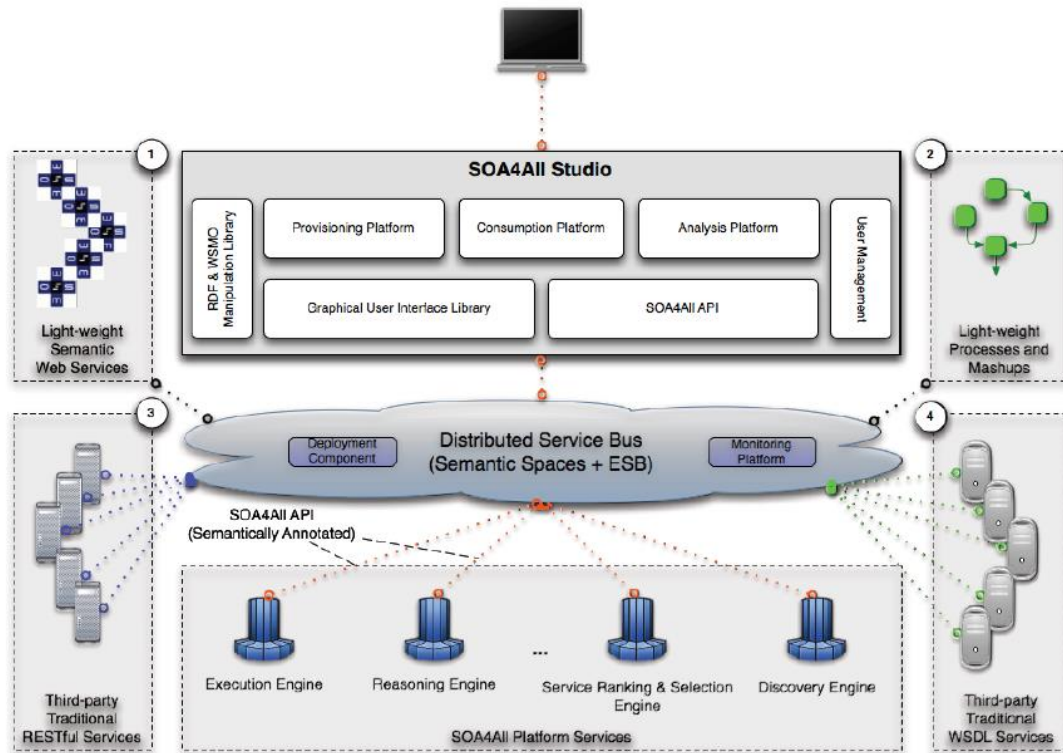 1
Light-weight
Semantic
Web Services
SOA4All Studio
RDF & WSMO
Manipulation Library
Provisioning Platform
Consumption Platform
Analysis Platform
Graphical User Interface Library
SOA4All API
User Management
2
Light-weight
Processes and
Mashups
3
Third-party
Traditional
RESTful Services
Distributed Service Bus
(Semantic Spaces + ESB)
Deployment
Component
Monitoring
Platform
4
Third-party
Traditional
WSDL Services
SOA4All API
(Semantically Annotated)
Execution Engine
Reasoning Engine
...
Service Ranking & Selection
Engine
Discovery Engine
SOA4All Platform Services